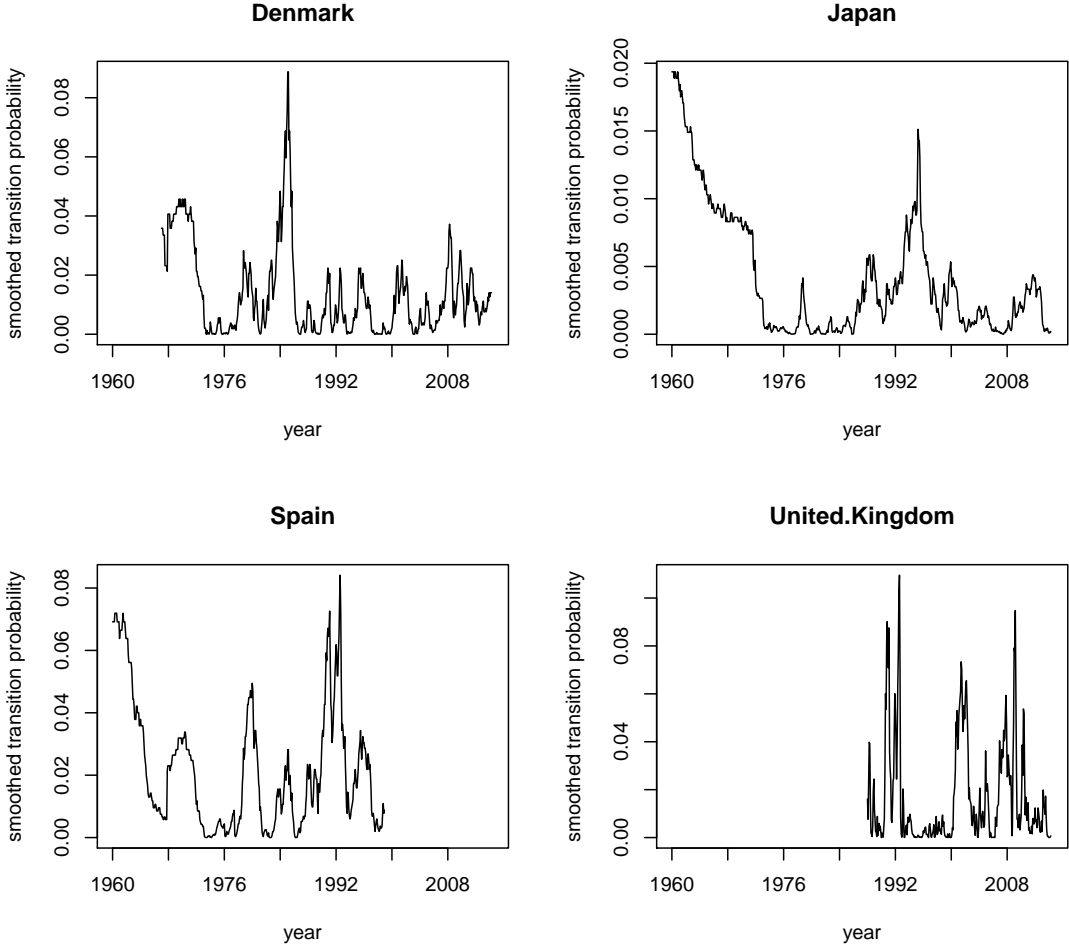 Denmark
smoothed transition probability
0.00 0.02 0.04 0.06 0.08
1960 1976 1992 2008
year
Japan
smoothed transition probability
0.000 0.005 0.010 0.015 0.020
1960 1976 1992 2008
year
Spain
smoothed transition probability
0.00 0.02 0.04 0.06 0.08
1960 1976 1992 2008
year
United.Kingdom
smoothed transition probability
0.00 0.04 0.08
1960 1976 1992 2008
year